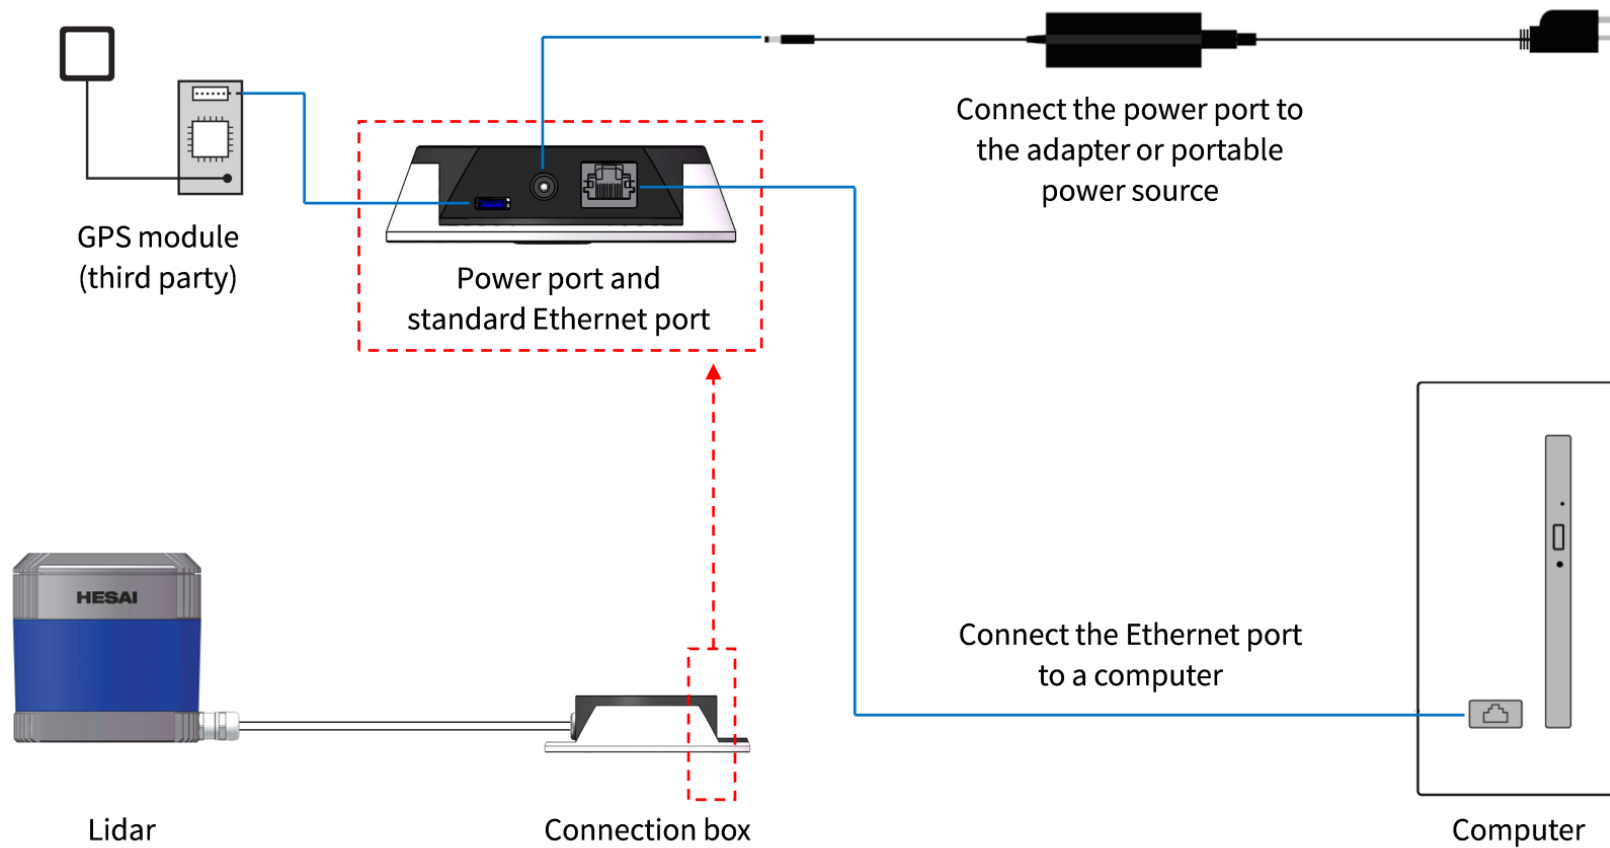 Connect the power port to
the adapter or portable
power source
GPS module
(third party)
Power port and
standard Ethernet port
HESAI
Connect the Ethernet port
to a computer
Lidar
Connection box
Computer